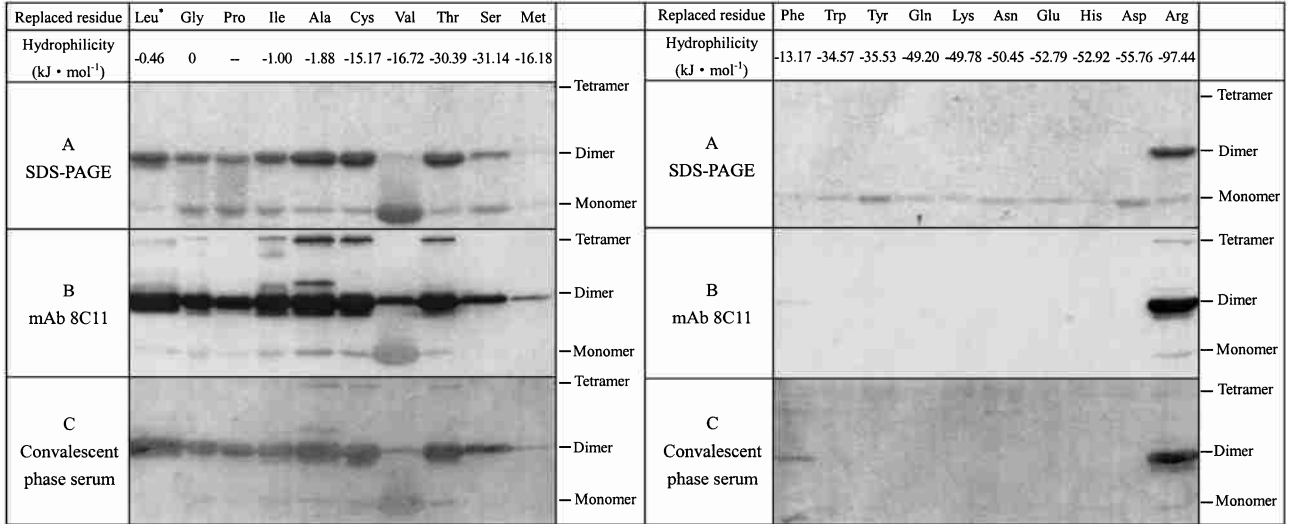 Replaced residue Leu* Gly Pro Ile Ala Cys Val Thr Ser Met
Hydrophilicity
(kJ · mol-1)
-0.46 0 -- -1.00 -1.88 -15.17 -16.72 -30.39 -31.14 -16.18
A
SDS-PAGE
Tetramer
Dimer
Monomer
B
mAb 8C11
Tetramer
Dimer
Monomer
C
Convalescent
phase serum
Tetramer
Dimer
Monomer
Replaced residue Phe Trp Tyr Gln Lys Asn Glu His Asp Arg
Hydrophilicity
(kJ · mol-1)
-13.17 -34.57 -35.53 -49.20 -49.78 -50.45 -52.79 -52.92 -55.76 -97.44
A
SDS-PAGE
Tetramer
Dimer
Monomer
B
mAb 8C11
Tetramer
Dimer
Monomer
C
Convalescent
phase serum
Tetramer
Dimer
Monomer